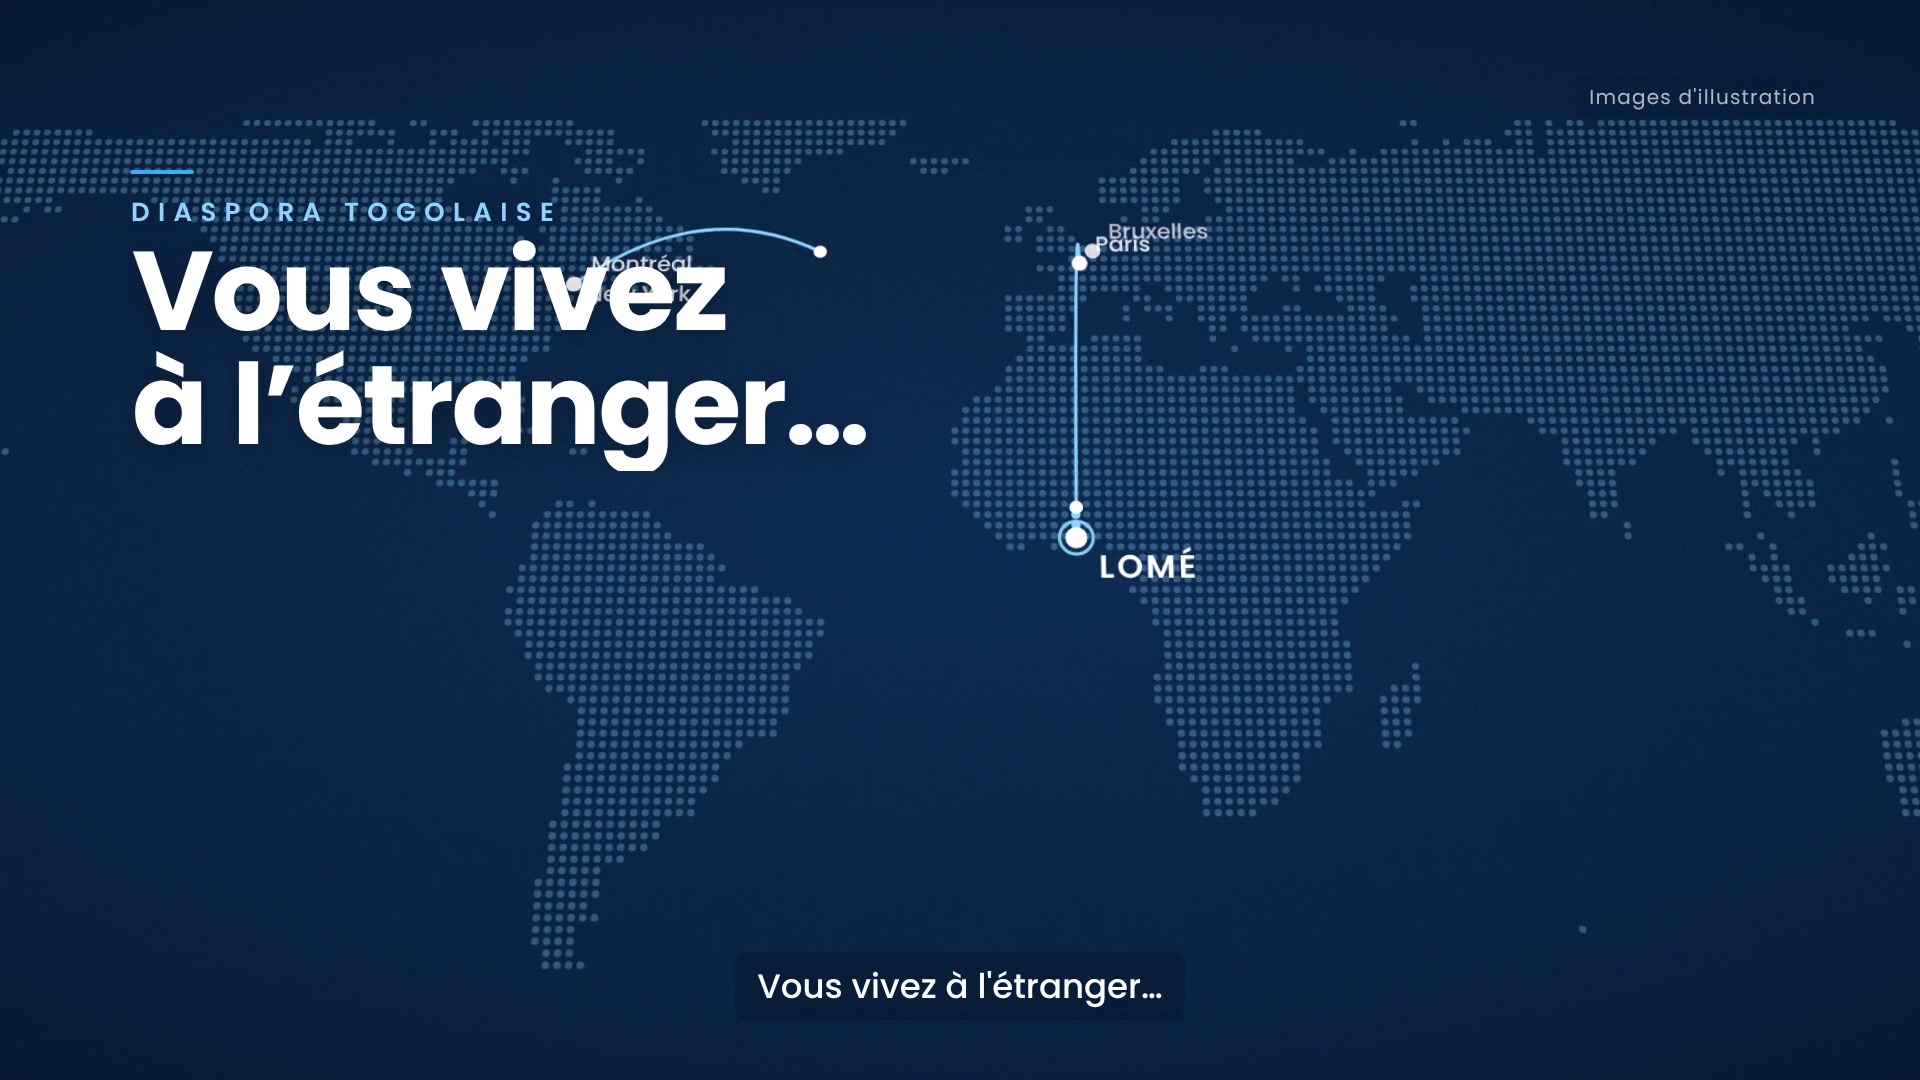 Images d'illustration
DIASPORA TOGOLAISE
Vous vivez
à l’étranger...
Montréal
Bruxelles
Paris
LOMÉ
Vous vivez à l'étranger...